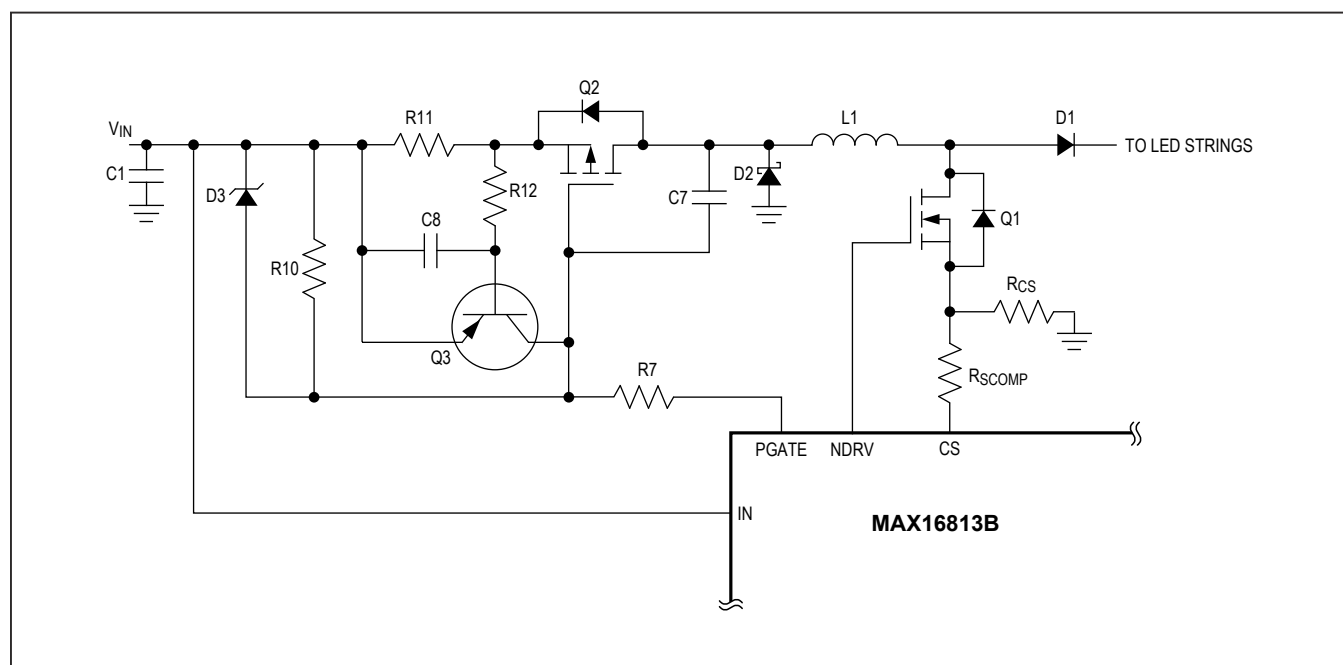 Q2
R11
L1
D1
VIN
TO LED STRINGS
C1
D3
R12
C7
D2
Q1
C8
R10
RCS
Q3
R7
RSCOMP
PGATE
NDRV
CS
IN
MAX16813B